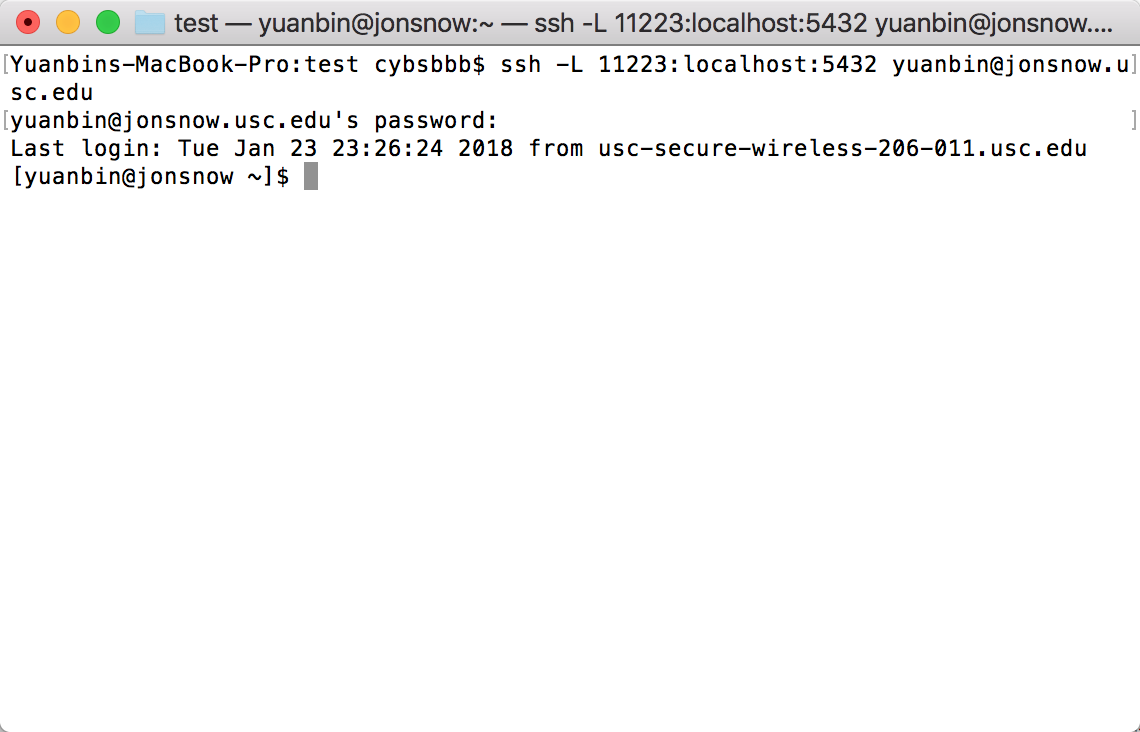 test — yuanbin@jonsnow:~ — ssh -L 11223:localhost:5432 yuanbin@jonsnow....
[Yuanbins-MacBook-Pro:test cybsbbb$ ssh -L 11223:localhost:5432 yuanbin@jonsnow.u]
sc.edu
[yuanbin@jonsnow.usc.edu's password: ]
Last login: Tue Jan 23 23:26:24 2018 from usc-secure-wireless-206-011.usc.edu
[yuanbin@jonsnow ~]$